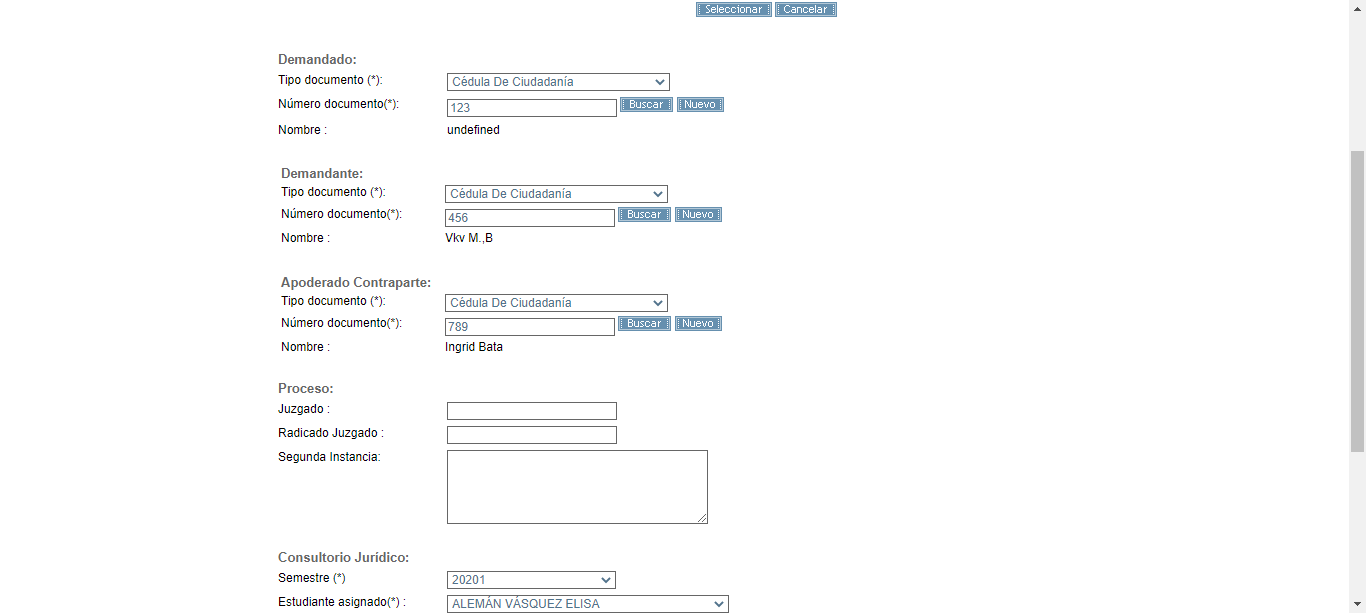 Seleccionar Cancelar
Demandado:
Tipo documento (*): Cédula De Ciudadanía
Número documento(*): 123 Buscar Nuevo
Nombre : undefined
Demandante:
Tipo documento (*): Cédula De Ciudadanía
Número documento(*): 456 Buscar Nuevo
Nombre : Vkv M.,B
Apoderado Contraparte:
Tipo documento (*): Cédula De Ciudadanía
Número documento(*): 789 Buscar Nuevo
Nombre : Ingrid Bata
Proceso:
Juzgado :
Radicado Juzgado :
Segunda Instancia:
Consultorio Jurídico:
Semestre (*) 20201
Estudiante asignado(*) : ALEMÁN VÁSQUEZ ELISA